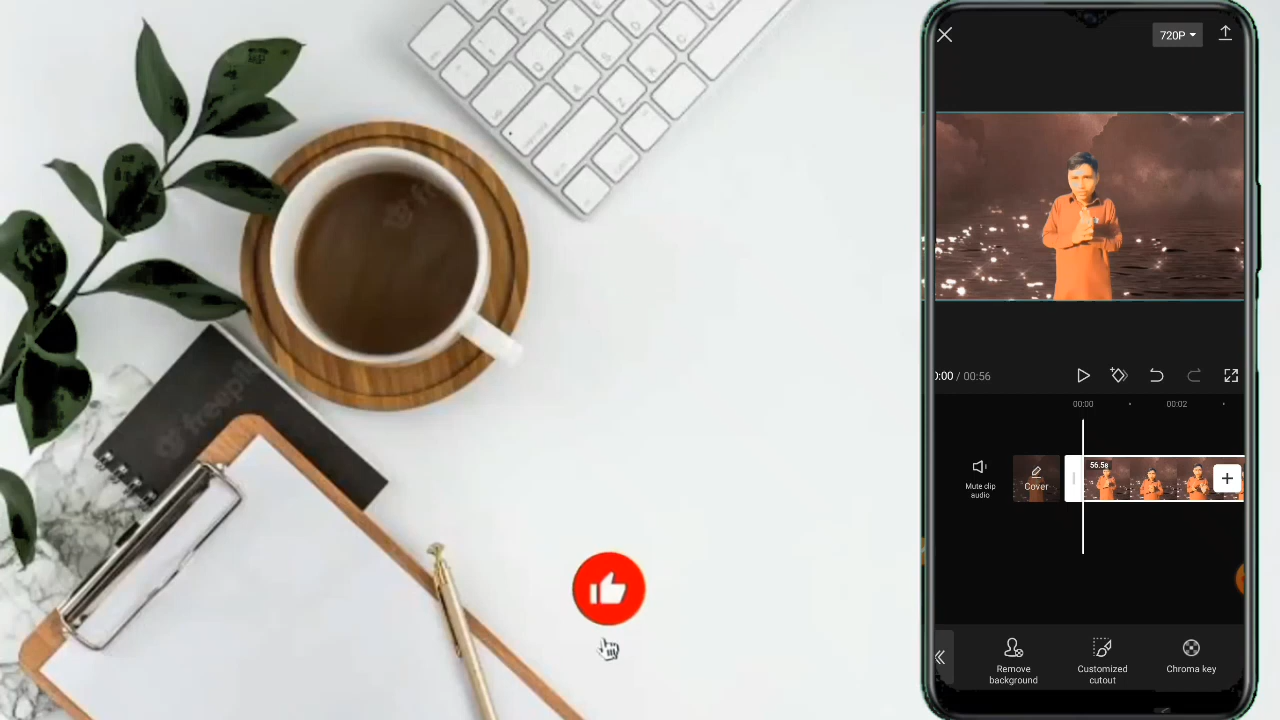 720P
0:00 / 00:56
00:00
00:02
56.5s
Mute clip
audio
Cover
Remove
background
Customized
cutout
Chroma key